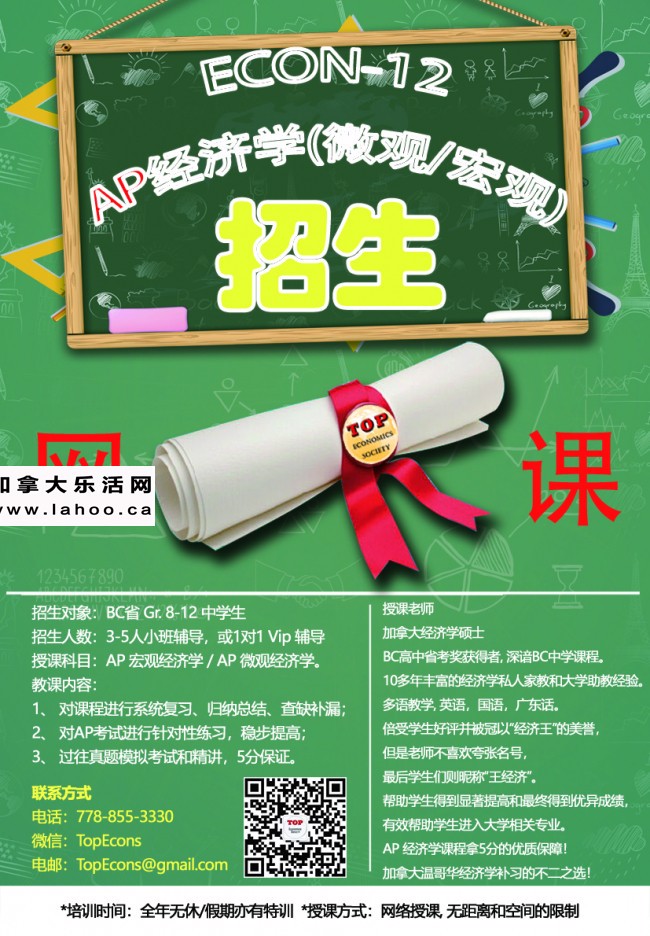 ECON-12
AP经济学(微观/宏观)
招生
TOP
ECONOMICS
SOCIETY
课
加拿大乐活网
www.lahoo.ca
招生对象：BC省 Gr. 8-12 中学生
招生人数：3-5人小班辅导，或1对1 Vip 辅导
授课科目：AP 宏观经济学 / AP 微观经济学。
教课内容：
1、 对课程进行系统复习、归纳总结、查缺补漏；
2、 对AP考试进行针对性练习，稳步提高；
3、 过往真题模拟考试和精讲，5分保证。
联系方式
电话：778-855-3330
微信：TopEcons
电邮：TopEcons@gmail.com
TOP
授课老师
加拿大经济学硕士
BC高中省考奖获得者, 深谙BC中学课程。
10多年丰富的经济学私人家教和大学助教经验。
多语教学, 英语，国语，广东话。
倍受学生好评并被冠以“经济王”的美誉，
但是老师不喜欢夸张名号，
最后学生们则昵称“王经济”。
帮助学生得到显著提高和最终得到优异成绩，
有效帮助学生进入大学相关专业。
AP 经济学课程拿5分的优质保障！
加拿大温哥华经济学补习的不二之选！
*培训时间：全年无休/假期亦有特训 *授课方式：网络授课, 无距离和空间的限制